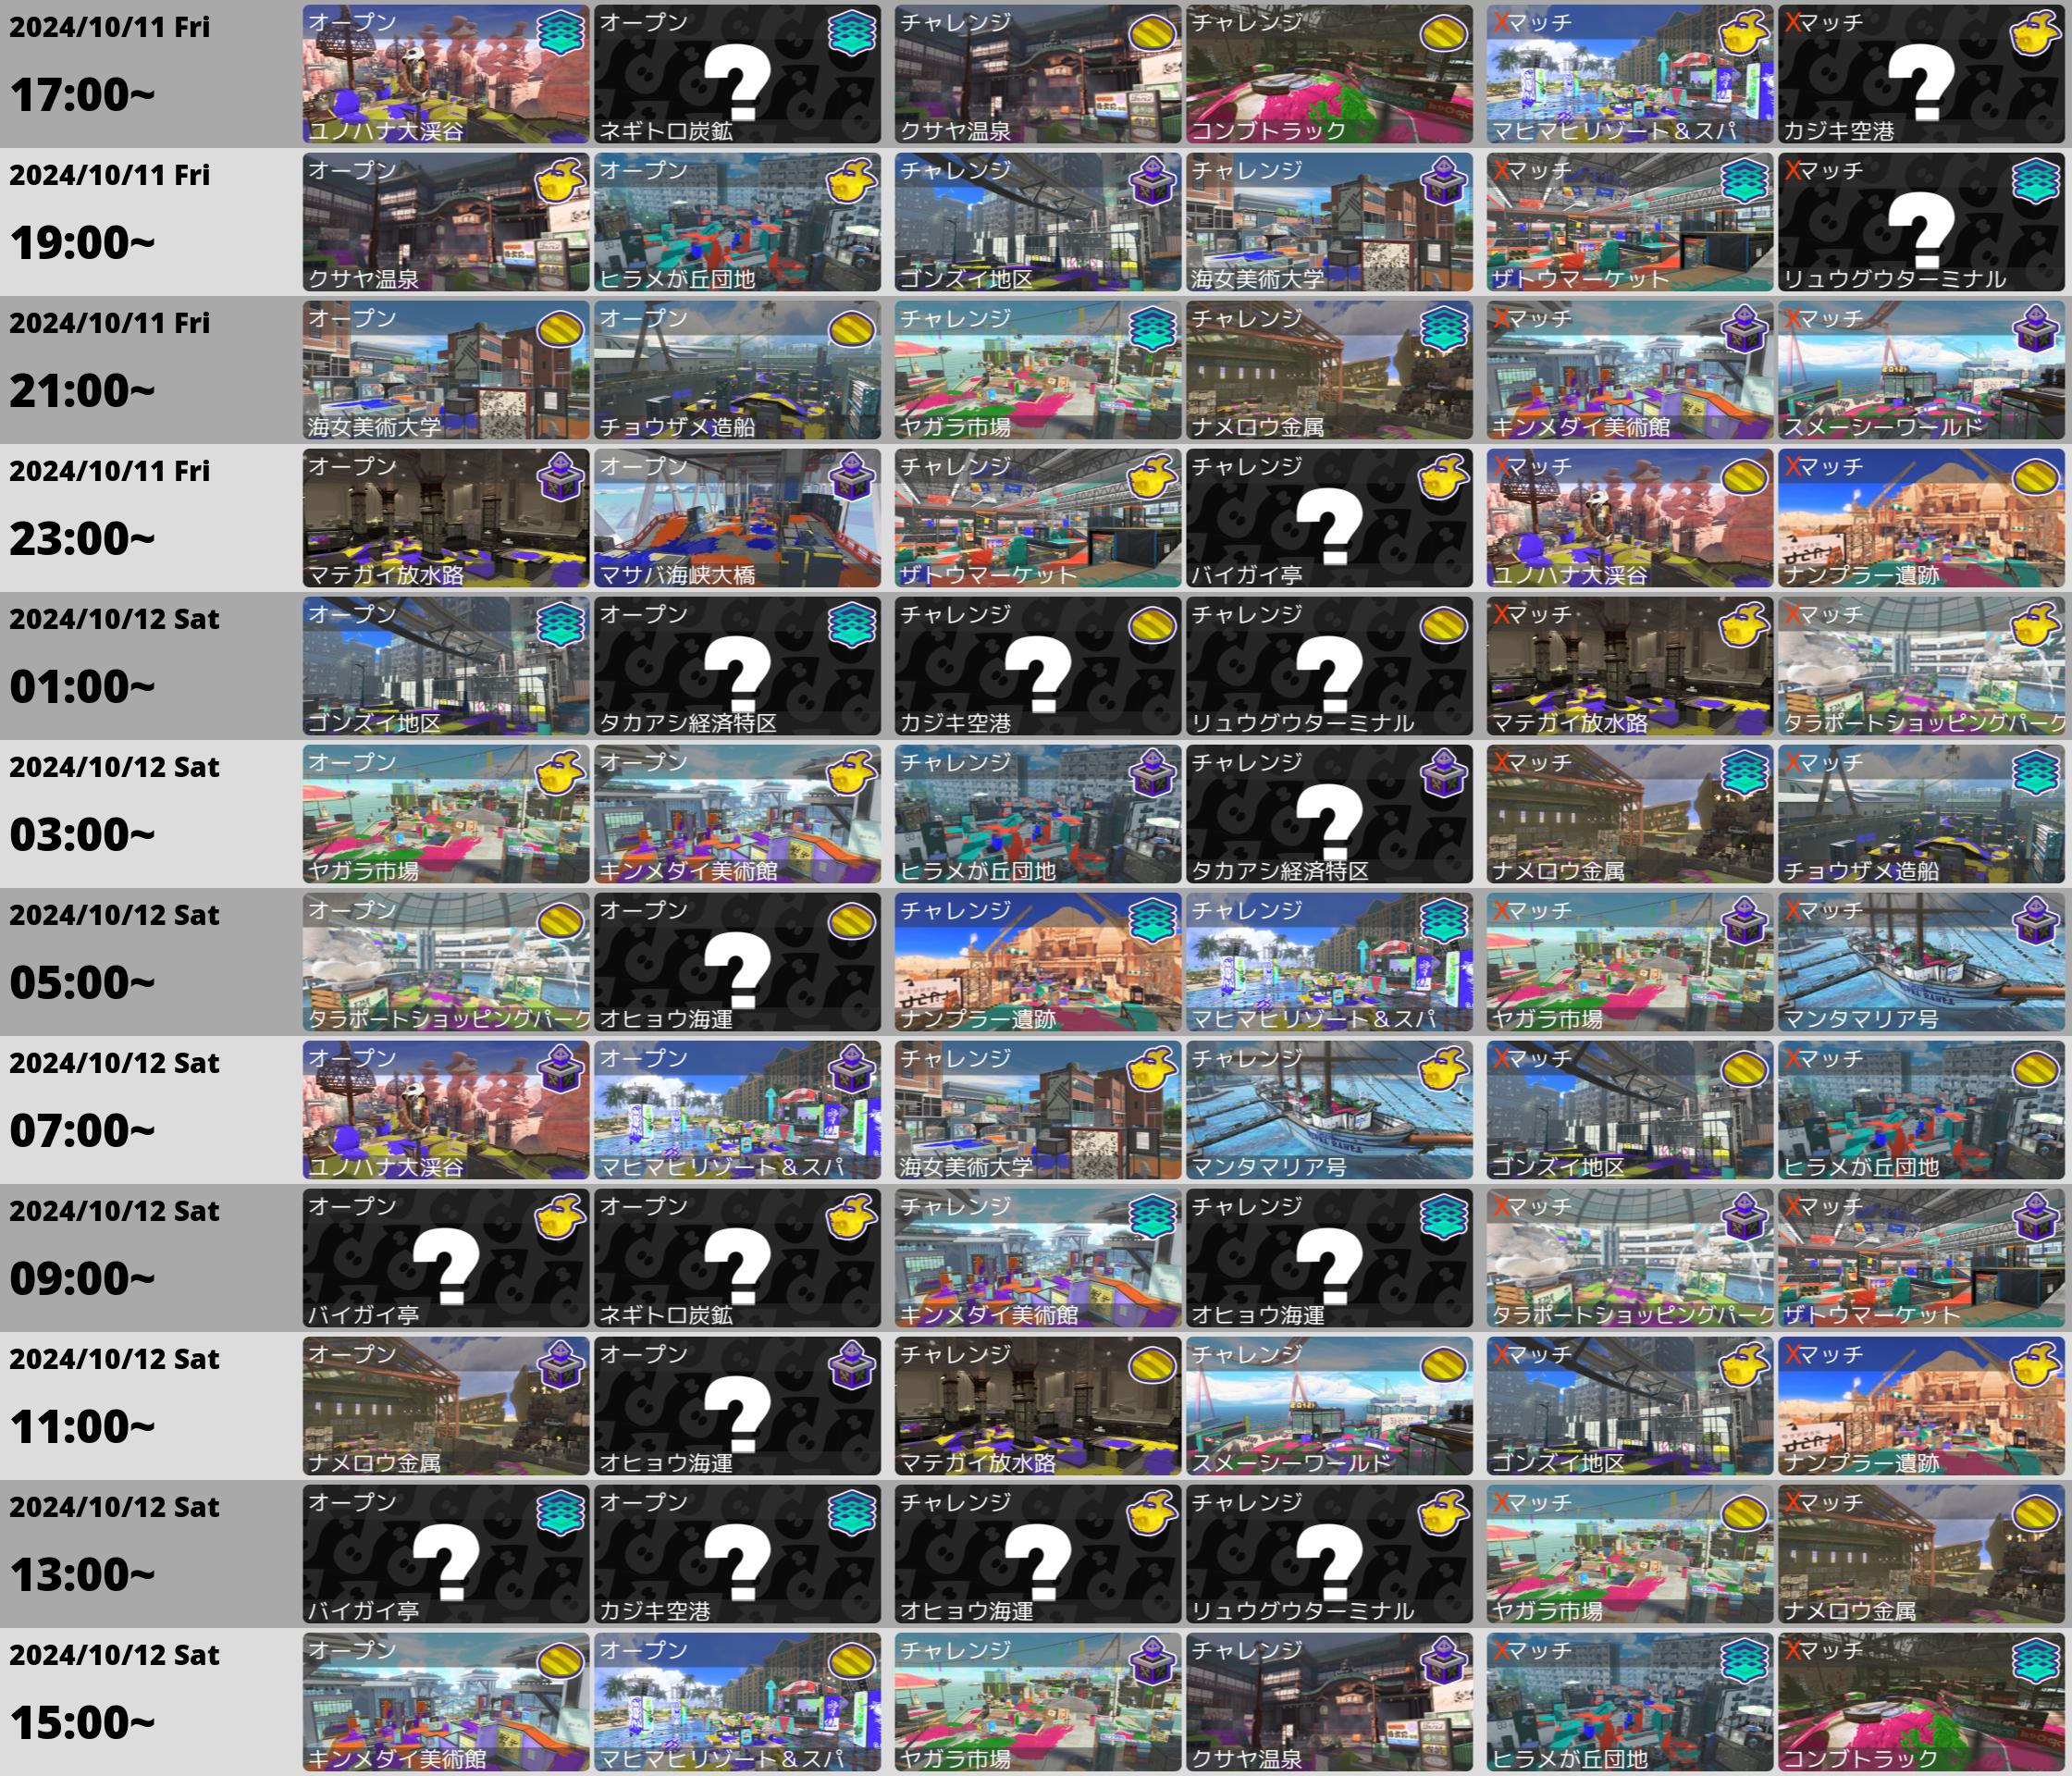 2024/10/11 Fri
17:00~
オープン
ユノハナ大渓谷
オープン
ネギトロ炭鉱
チャレンジ
クサヤ温泉
チャレンジ
コンブトラック
Xマッチ
マヒマヒリゾート＆スパ
Xマッチ
カジキ空港
2024/10/11 Fri
19:00~
オープン
クサヤ温泉
オープン
ヒラメが丘団地
チャレンジ
ゴンズイ地区
チャレンジ
海女美術大学
Xマッチ
ザトウマーケット
Xマッチ
リュウグウターミナル
2024/10/11 Fri
21:00~
オープン
海女美術大学
オープン
チョウザメ造船
チャレンジ
ヤガラ市場
チャレンジ
ナメロウ金属
Xマッチ
キンメダイ美術館
Xマッチ
スメーシーワールド
2024/10/11 Fri
23:00~
オープン
マテガイ放水路
オープン
マサバ海峡大橋
チャレンジ
ザトウマーケット
チャレンジ
バイガイ亭
Xマッチ
ユノハナ大渓谷
Xマッチ
ナンプラー遺跡
2024/10/12 Sat
01:00~
オープン
ゴンズイ地区
オープン
タカアシ経済特区
チャレンジ
カジキ空港
チャレンジ
リュウグウターミナル
Xマッチ
マテガイ放水路
Xマッチ
タラポートショッピングパーク
2024/10/12 Sat
03:00~
オープン
ヤガラ市場
オープン
キンメダイ美術館
チャレンジ
ヒラメが丘団地
チャレンジ
タカアシ経済特区
Xマッチ
ナメロウ金属
Xマッチ
チョウザメ造船
2024/10/12 Sat
05:00~
オープン
タラポートショッピングパーク
オープン
オヒョウ海運
チャレンジ
ナンプラー遺跡
チャレンジ
マヒマヒリゾート＆スパ
Xマッチ
ヤガラ市場
Xマッチ
マンタマリア号
2024/10/12 Sat
07:00~
オープン
ユノハナ大渓谷
オープン
マヒマヒリゾート＆スパ
チャレンジ
海女美術大学
チャレンジ
マンタマリア号
Xマッチ
ゴンズイ地区
Xマッチ
ヒラメが丘団地
2024/10/12 Sat
09:00~
オープン
バイガイ亭
オープン
ネギトロ炭鉱
チャレンジ
キンメダイ美術館
チャレンジ
オヒョウ海運
Xマッチ
タラポートショッピングパーク
Xマッチ
ザトウマーケット
2024/10/12 Sat
11:00~
オープン
ナメロウ金属
オープン
オヒョウ海運
チャレンジ
マテガイ放水路
チャレンジ
スメーシーワールド
Xマッチ
ゴンズイ地区
Xマッチ
ナンプラー遺跡
2024/10/12 Sat
13:00~
オープン
バイガイ亭
オープン
カジキ空港
チャレンジ
オヒョウ海運
チャレンジ
リュウグウターミナル
Xマッチ
ヤガラ市場
Xマッチ
ナメロウ金属
2024/10/12 Sat
15:00~
オープン
キンメダイ美術館
オープン
マヒマヒリゾート＆スパ
チャレンジ
ヤガラ市場
チャレンジ
クサヤ温泉
Xマッチ
ヒラメが丘団地
Xマッチ
コンブトラック